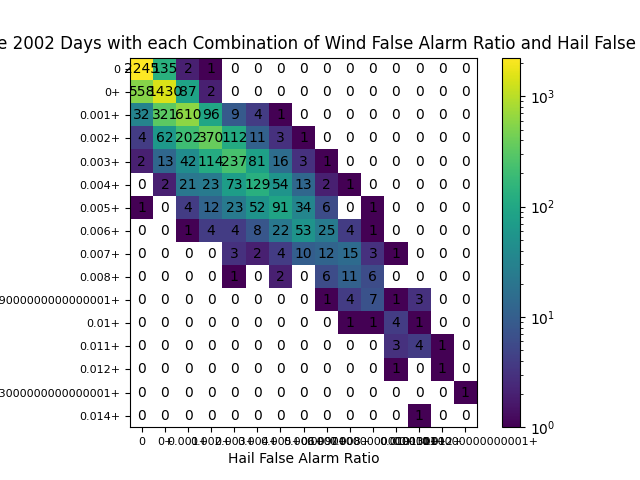 e 2002 Days with each Combination of Wind False Alarm Ratio and Hail False
0 2245 135 2 1 0 0 0 0 0 0 0 0 0 0 0
0+ 558 1430 87 2 0 0 0 0 0 0 0 0 0 0 0
0.001+ 32 321 610 96 9 4 1 0 0 0 0 0 0 0 0
0.002+ 4 62 202 370 112 11 3 1 0 0 0 0 0 0 0
0.003+ 2 13 42 114 237 81 16 3 1 0 0 0 0 0 0
0.004+ 0 2 21 23 73 129 54 13 2 1 0 0 0 0 0
0.005+ 1 0 4 12 23 52 91 34 6 0 1 0 0 0 0
0.006+ 0 0 1 4 4 8 22 53 25 4 1 0 0 0 0
0.007+ 0 0 0 0 3 2 4 10 12 15 3 1 0 0 0
0.008+ 0 0 0 0 1 0 2 0 6 11 6 0 0 0 0
9000000000000001+ 0 0 0 0 0 0 0 0 1 4 7 1 3 0 0
0.01+ 0 0 0 0 0 0 0 0 0 1 1 4 1 0 0
0.011+ 0 0 0 0 0 0 0 0 0 0 0 3 4 1 0
0.012+ 0 0 0 0 0 0 0 0 0 0 0 1 0 1 0
3000000000000001+ 0 0 0 0 0 0 0 0 0 0 0 0 0 0 1
0.014+ 0 0 0 0 0 0 0 0 0 0 0 0 1 0 0
0 0+
Hail False Alarm Ratio
10³
10²
10¹
10⁰